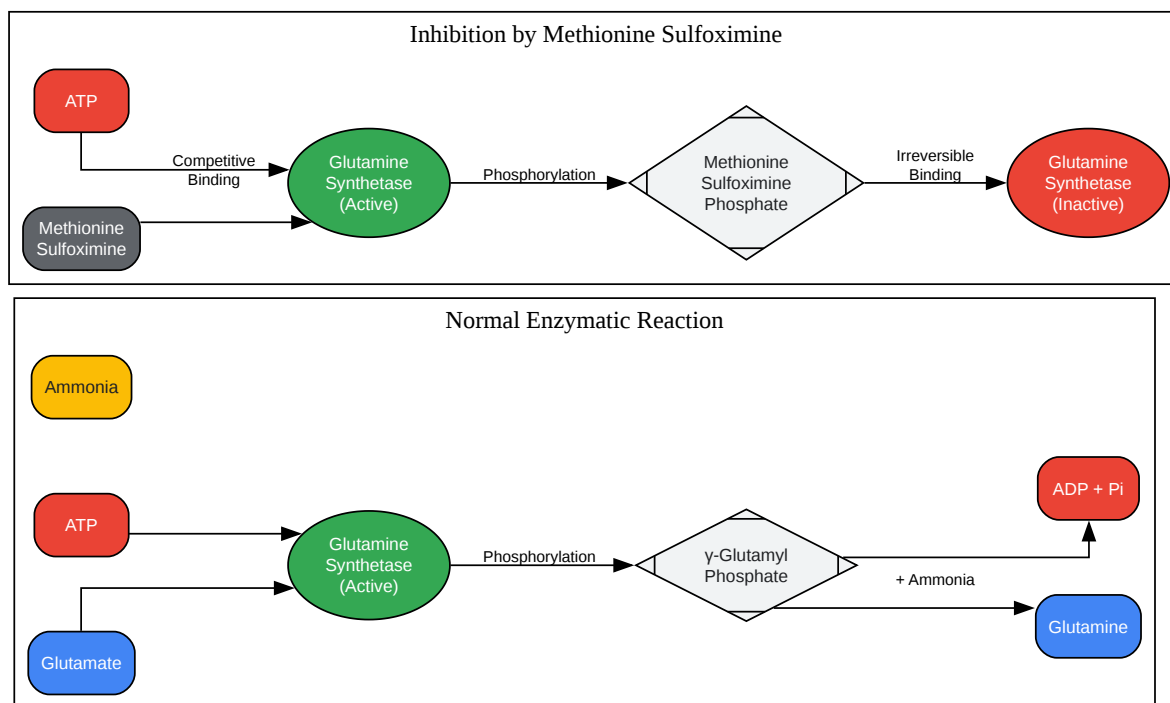 Inhibition by Methionine Sulfoximine
ATP
Competitive
Binding
Methionine
Sulfoximine
Glutamine
Synthetase
(Active)
Phosphorylation
Methionine
Sulfoximine
Phosphate
Irreversible
Binding
Glutamine
Synthetase
(Inactive)
Normal Enzymatic Reaction
Ammonia
ATP
Glutamate
Glutamine
Synthetase
(Active)
Phosphorylation
γ-Glutamyl
Phosphate
+ Ammonia
ADP + Pi
Glutamine